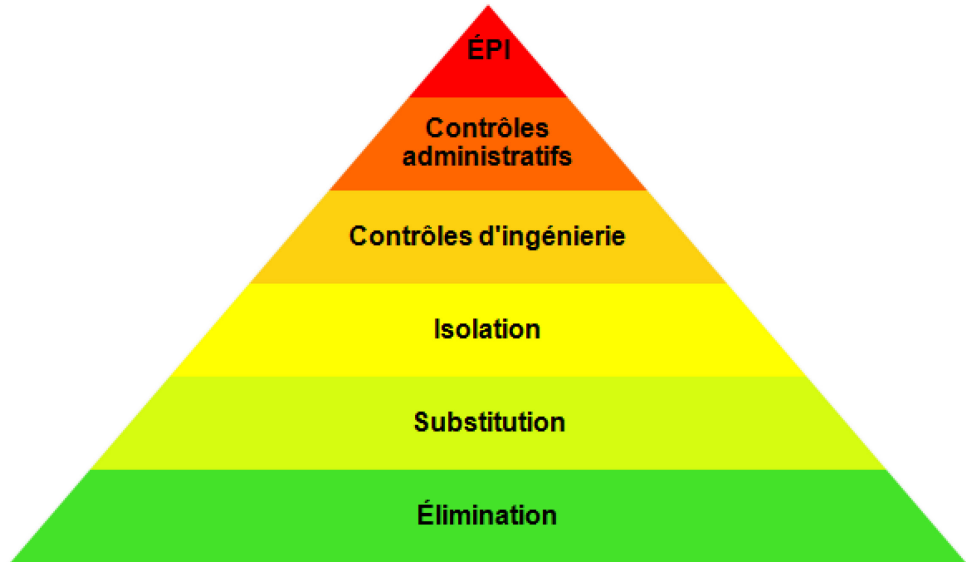 ÉPI
Contrôles
administratifs
Contrôles d'ingénierie
Isolation
Substitution
Élimination